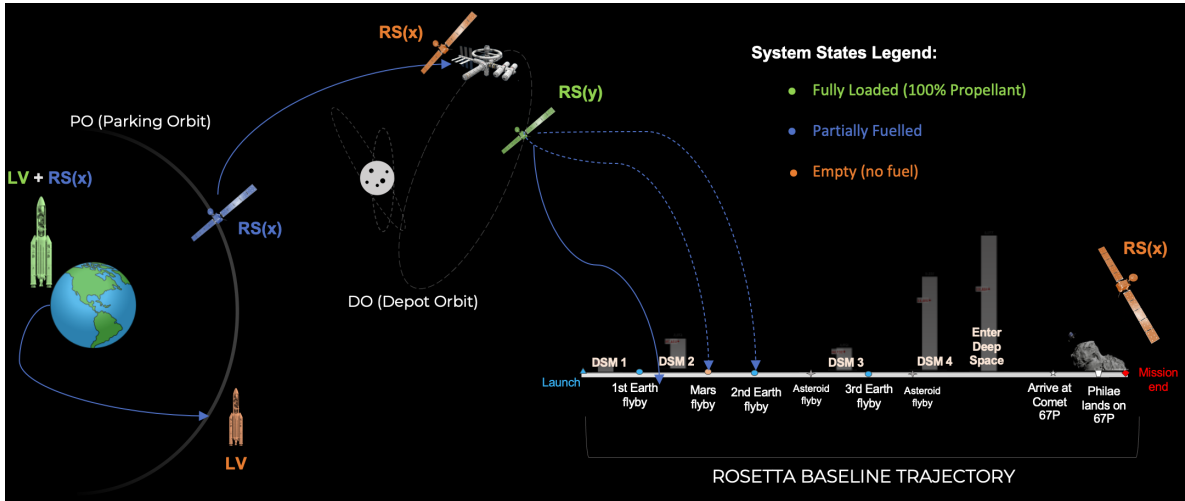 RS(x)
System States Legend:
Fully Loaded (100% Propellant)
RS(y)
PO (Parking Orbit)
Partially Fuelled
LV + RS(x)
Empty (no fuel)
RS(x)
RS(x)
DO (Depot Orbit)
Enter
Deep
Space
DSM 1
DSM 2
DSM 3
DSM 4
Launch
Mission
end
1st Earth
flyby
Mars
flyby
2nd Earth
flyby
Asteroid
flyby
3rd Earth
flyby
Asteroid
flyby
Arrive at
Comet
67P
Philae
lands on
67P
LV
ROSETTA BASELINE TRAJECTORY